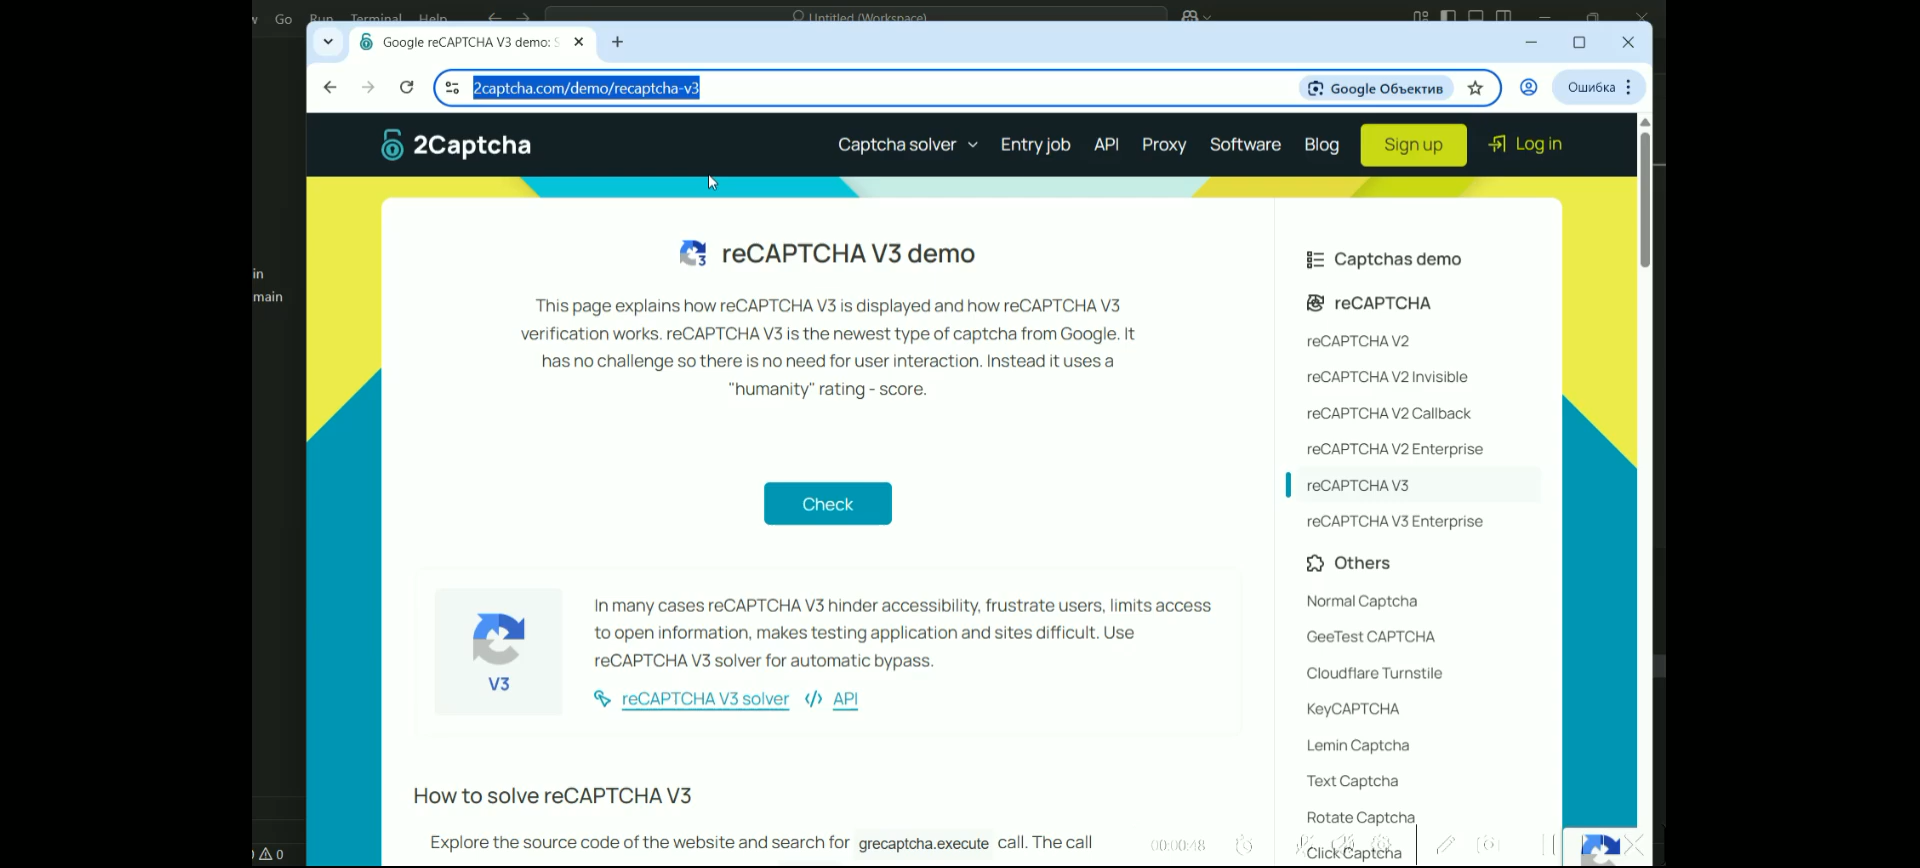 Go Run Terminal Help Untitled (Workspace)
Google reCAPTCHA V3 demo:
2captcha.com/demo/recaptcha-v3 Google Объектив Ошибка
2Captcha Captcha solver Entry job API Proxy Software Blog Sign up Log in
reCAPTCHA V3 demo
This page explains how reCAPTCHA V3 is displayed and how reCAPTCHA V3
verification works. reCAPTCHA V3 is the newest type of captcha from Google. It
has no challenge so there is no need for user interaction. Instead it uses a
"humanity" rating - score.
Check
V3
In many cases reCAPTCHA V3 hinder accessibility, frustrate users, limits access
to open information, makes testing application and sites difficult. Use
reCAPTCHA V3 solver for automatic bypass.
reCAPTCHA V3 solver API
How to solve reCAPTCHA V3
Explore the source code of the website and search for grecaptcha.execute call. The call
Captchas demo
reCAPTCHA
reCAPTCHA V2
reCAPTCHA V2 Invisible
reCAPTCHA V2 Callback
reCAPTCHA V2 Enterprise
reCAPTCHA V3
reCAPTCHA V3 Enterprise
Others
Normal Captcha
GeeTest CAPTCHA
Cloudflare Turnstile
KeyCAPTCHA
Lemin Captcha
Text Captcha
Rotate Captcha
Click Captcha
in
main
0
00:00:48